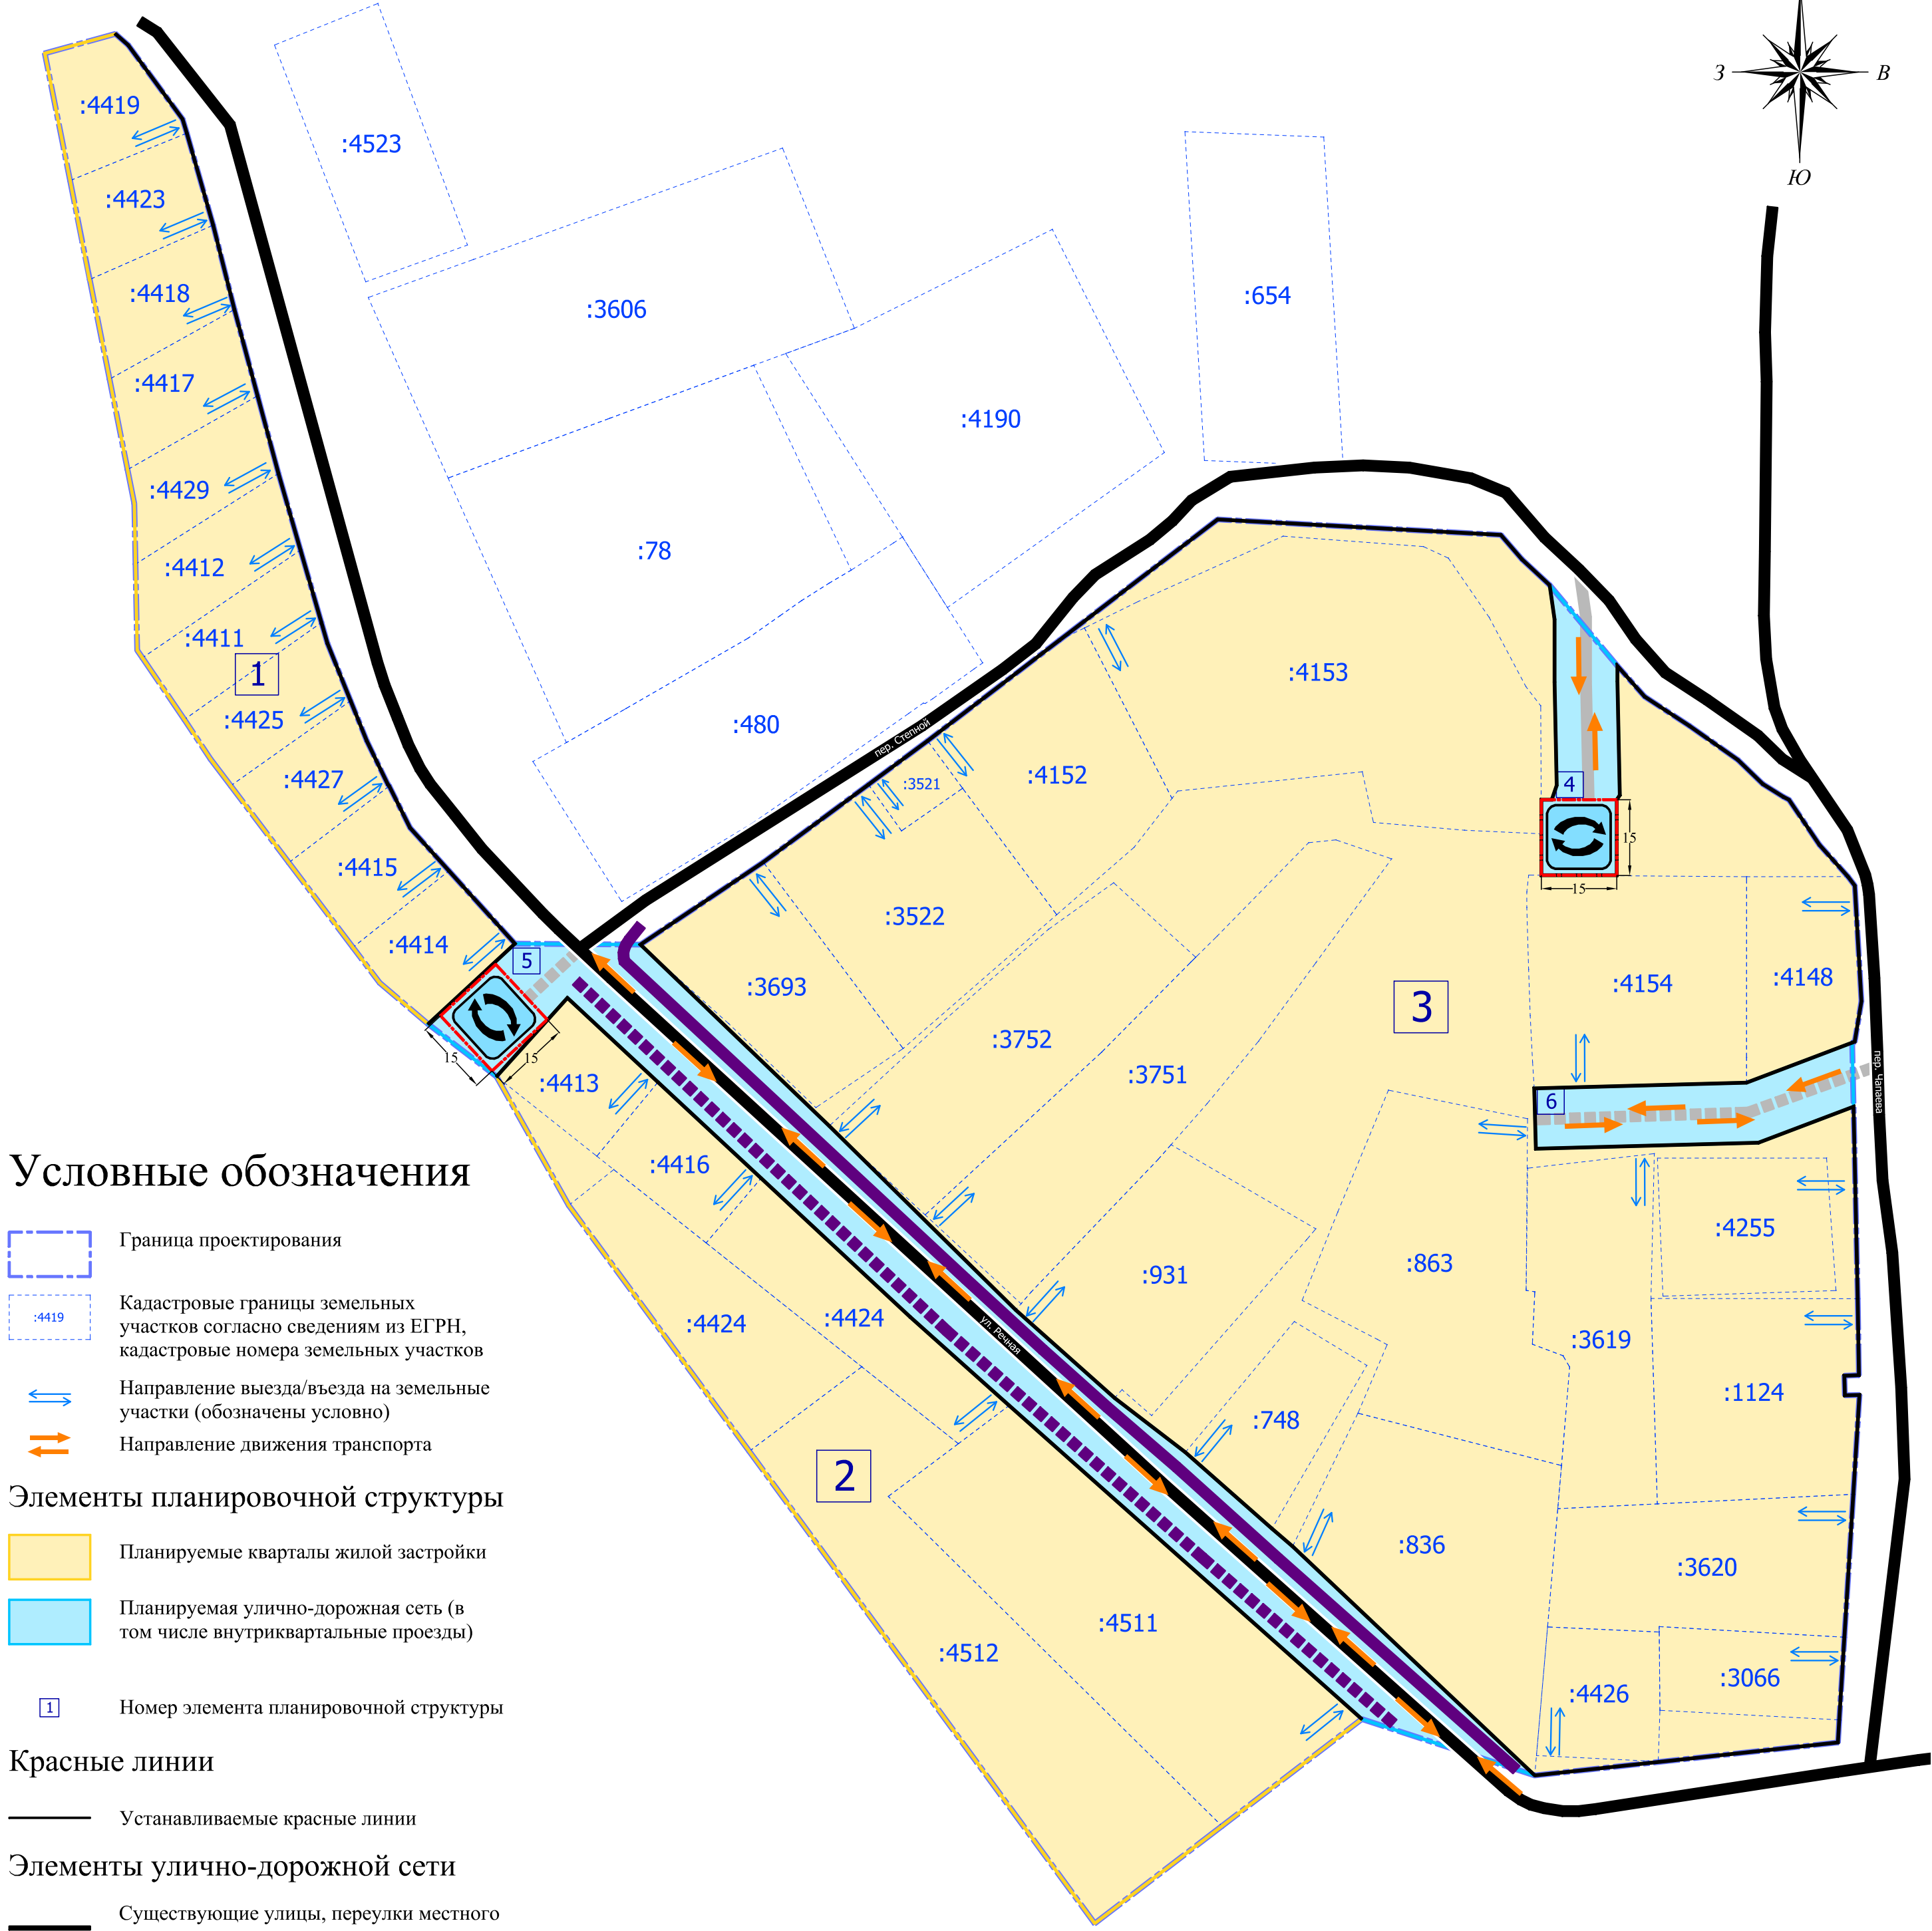 З
В
Ю
:4419
:4423
:4418
:4417
:4429
:4412
:4411
1
:4425
:4427
:4415
:4414
:4523
:3606
:78
:480
:4190
:654
пер. Степной
:4153
:4152
:3521
:3522
:3693
:3752
:3751
3
4
15
15
:4154
:4148
пер. Чапаева
6
5
15
15
:4413
:4416
:4424
:4424
ул. Речная
:931
:863
:748
:836
:3619
:4255
:1124
:3620
:4426
:3066
2
:4511
:4512
Условные обозначения
Граница проектирования
:4419
Кадастровые границы земельных
участков согласно сведениям из ЕГРН,
кадастровые номера земельных участков
Направление выезда/въезда на земельные
участки (обозначены условно)
Направление движения транспорта
Элементы планировочной структуры
Планируемые кварталы жилой застройки
Планируемая улично-дорожная сеть (в
том числе внутриквартальные проезды)
1
Номер элемента планировочной структуры
Красные линии
Устанавливаемые красные линии
Элементы улично-дорожной сети
Существующие улицы, переулки местного